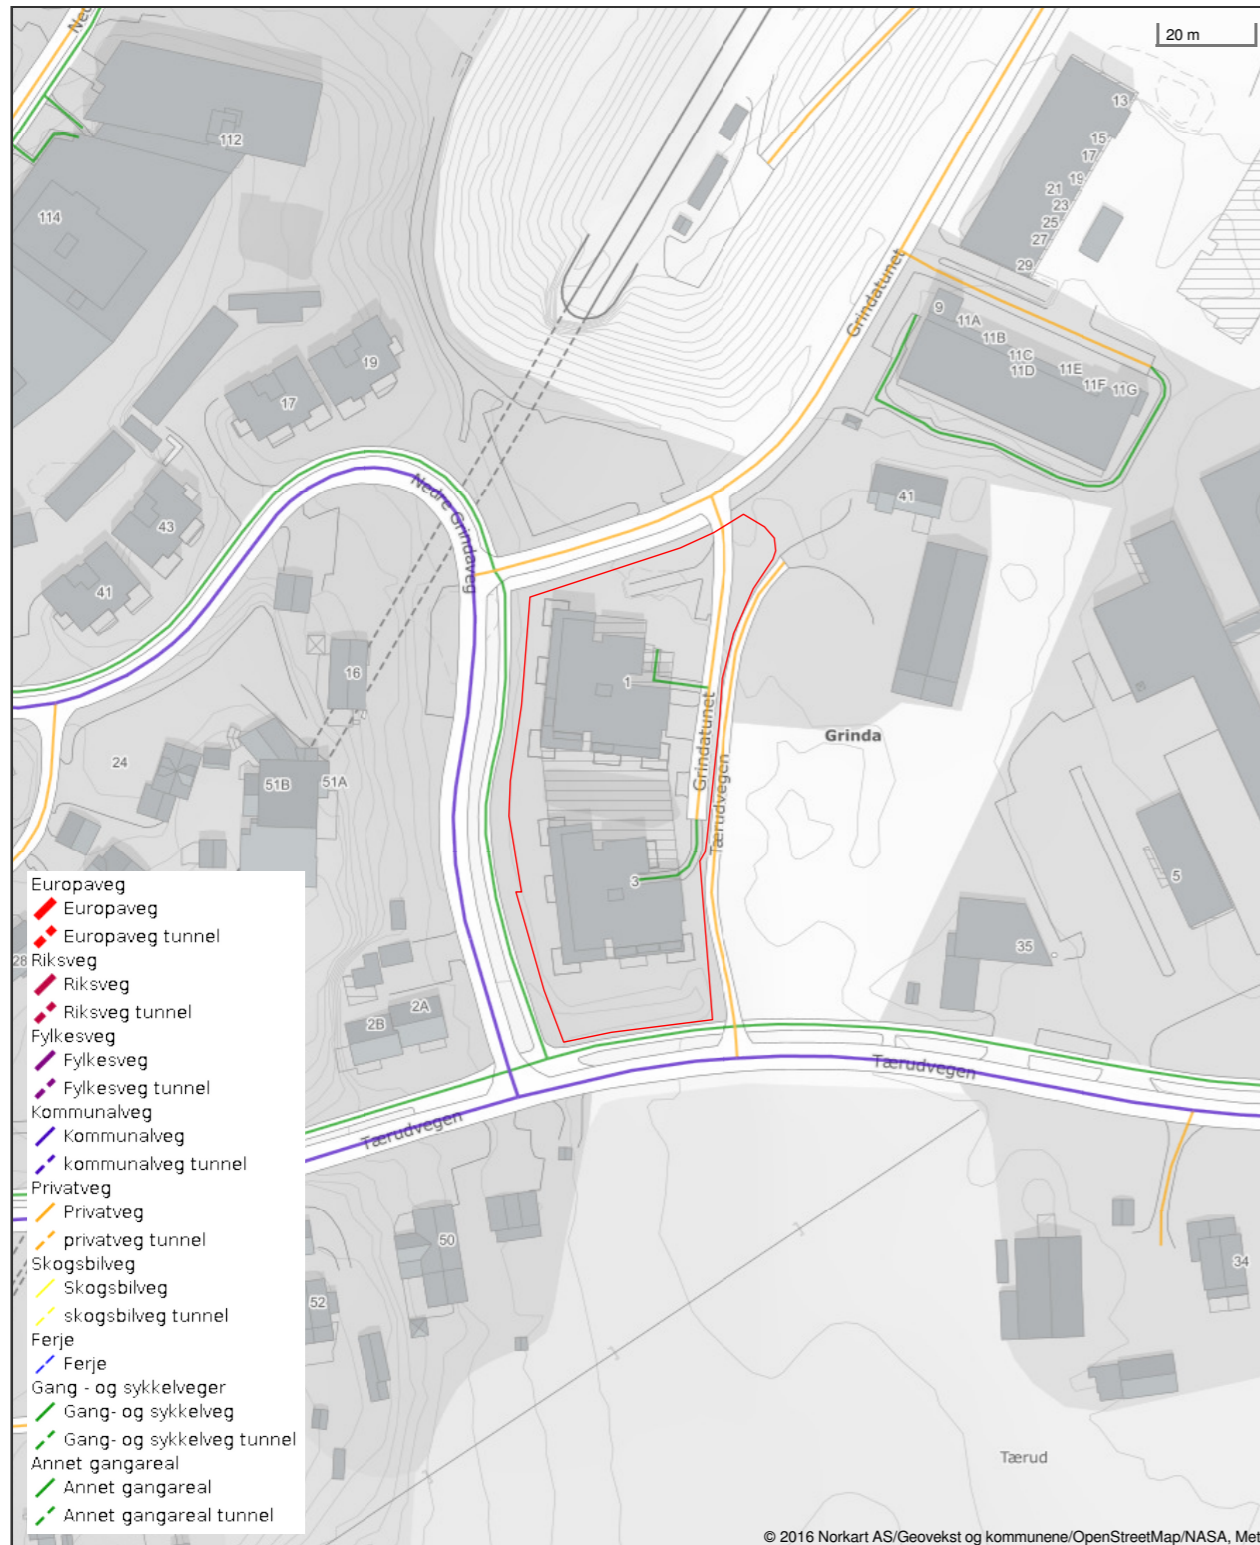 Ned
20 m
112
114
13
15
17
19
21
23
25
27
29
Grindatunet
9
11A
11B
11C
11D
11E
11F
11G
19
17
43
41
Nedre Grindaveg
41
16
1
Grindatunet
Tærudvegen
Grinda
24
51B
51A
3
5
35
28
2A
2B
Tærudvegen
Tærudvegen
50
52
34
Tærud
Europaveg
Europaveg
Europaveg tunnel
Riksveg
Riksveg
Riksveg tunnel
Fylkesveg
Fylkesveg
Fylkesveg tunnel
Kommunalveg
Kommunalveg
kommunalveg tunnel
Privatveg
Privatveg
privatveg tunnel
Skogsbilveg
Skogsbilveg
skogsbilveg tunnel
Ferje
Ferje
Gang - og sykkelveger
Gang- og sykkelveg
Gang- og sykkelveg tunnel
Annet gangareal
Annet gangareal
Annet gangareal tunnel
© 2016 Norkart AS/Geovekst og kommunene/OpenStreetMap/NASA, Met